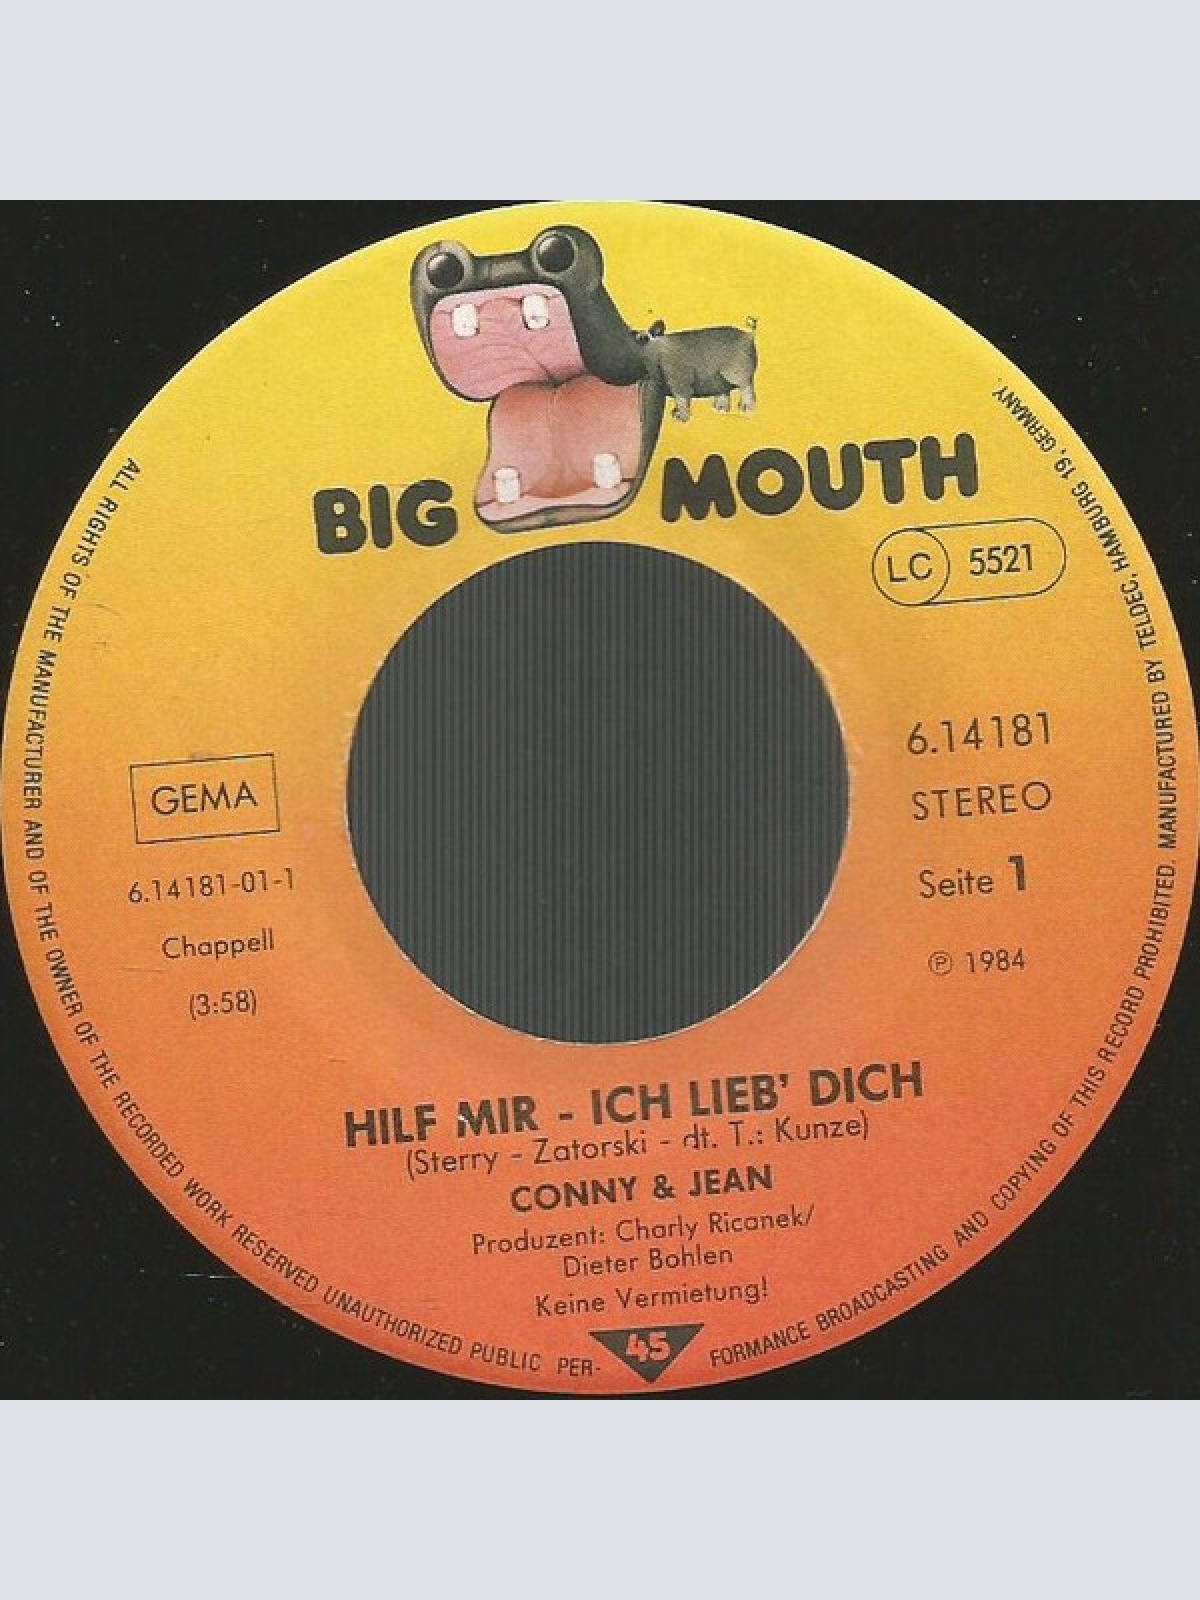 BIG MOUTH
LC 5521
6.14181
STEREO
Seite 1
℗ 1984
GEMA
6.14181-01-1
Chappell
(3:58)
HILF MIR - ICH LIEB' DICH
(Sterry - Zatorski - dt. T.: Kunze)
CONNY & JEAN
Produzent: Charly Ricanek/
Dieter Bohlen
Keine Vermietung!
45
ALL RIGHTS OF THE MANUFACTURER AND OF THE OWNER OF THE RECORDED WORK RESERVED UNAUTHORIZED PUBLIC PER-FORMANCE BROADCASTING AND COPYING OF THIS RECORD PROHIBITED. MANUFACTURED BY TELDEC, HAMBURG 19, GERMANY.